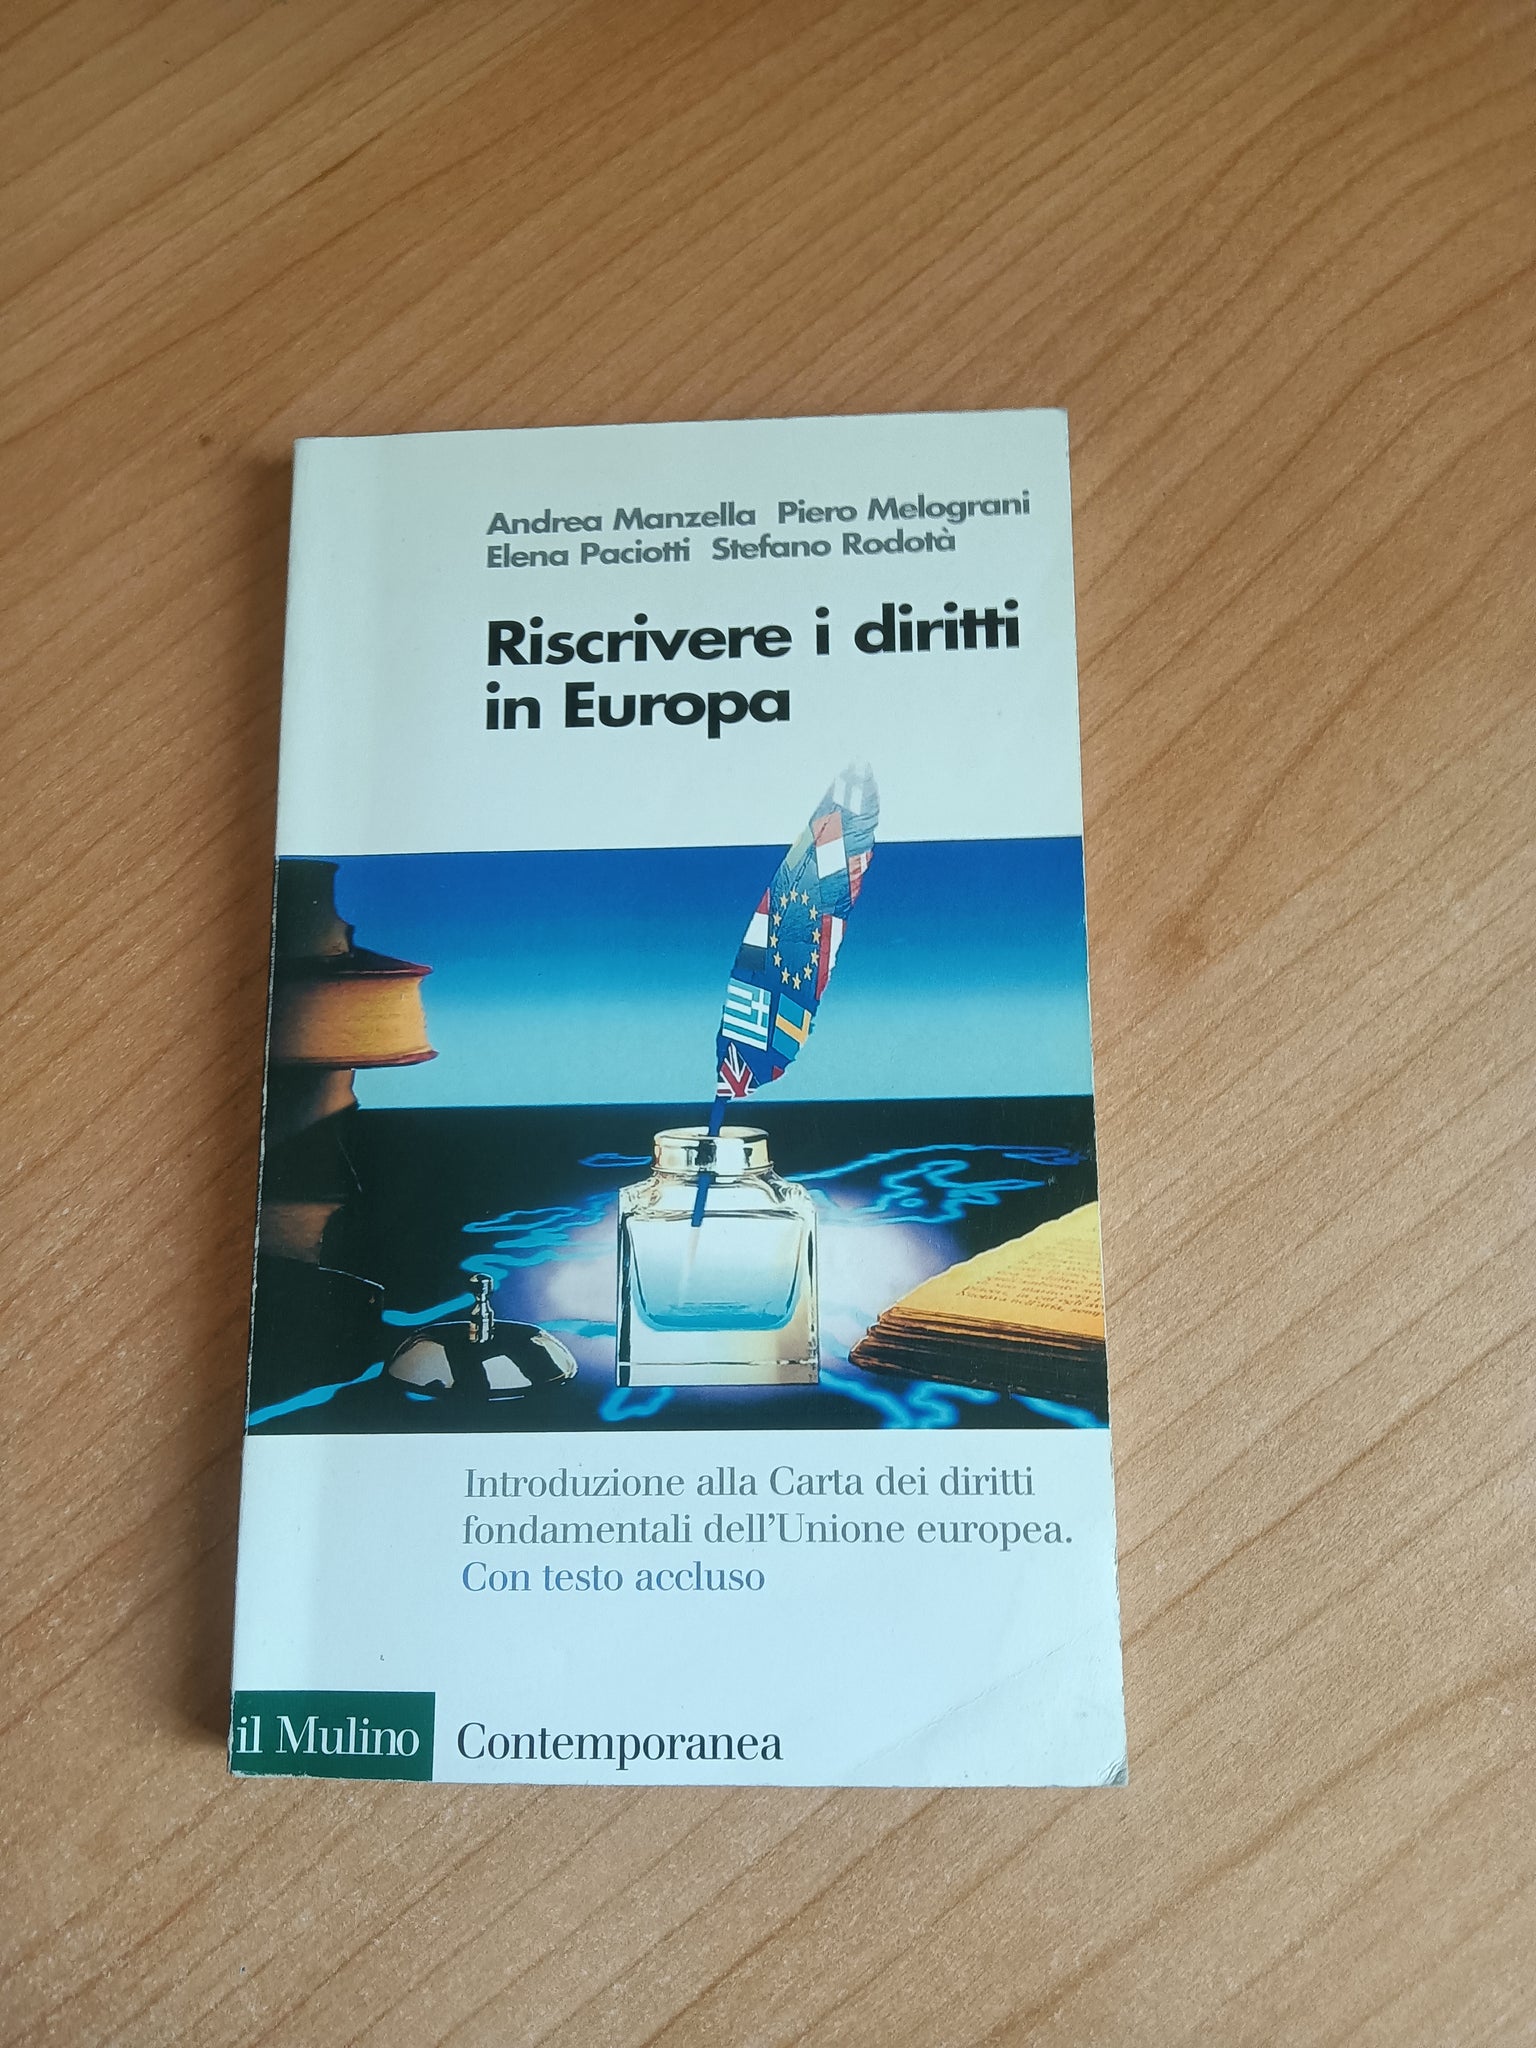 Andrea Manzella Piero Melograni
Elena Paciotti Stefano Rodotà
Riscrivere i diritti
in Europa
Introduzione alla Carta dei diritti
fondamentali dell'Unione europea.
Con testo accluso
il Mulino Contemporanea